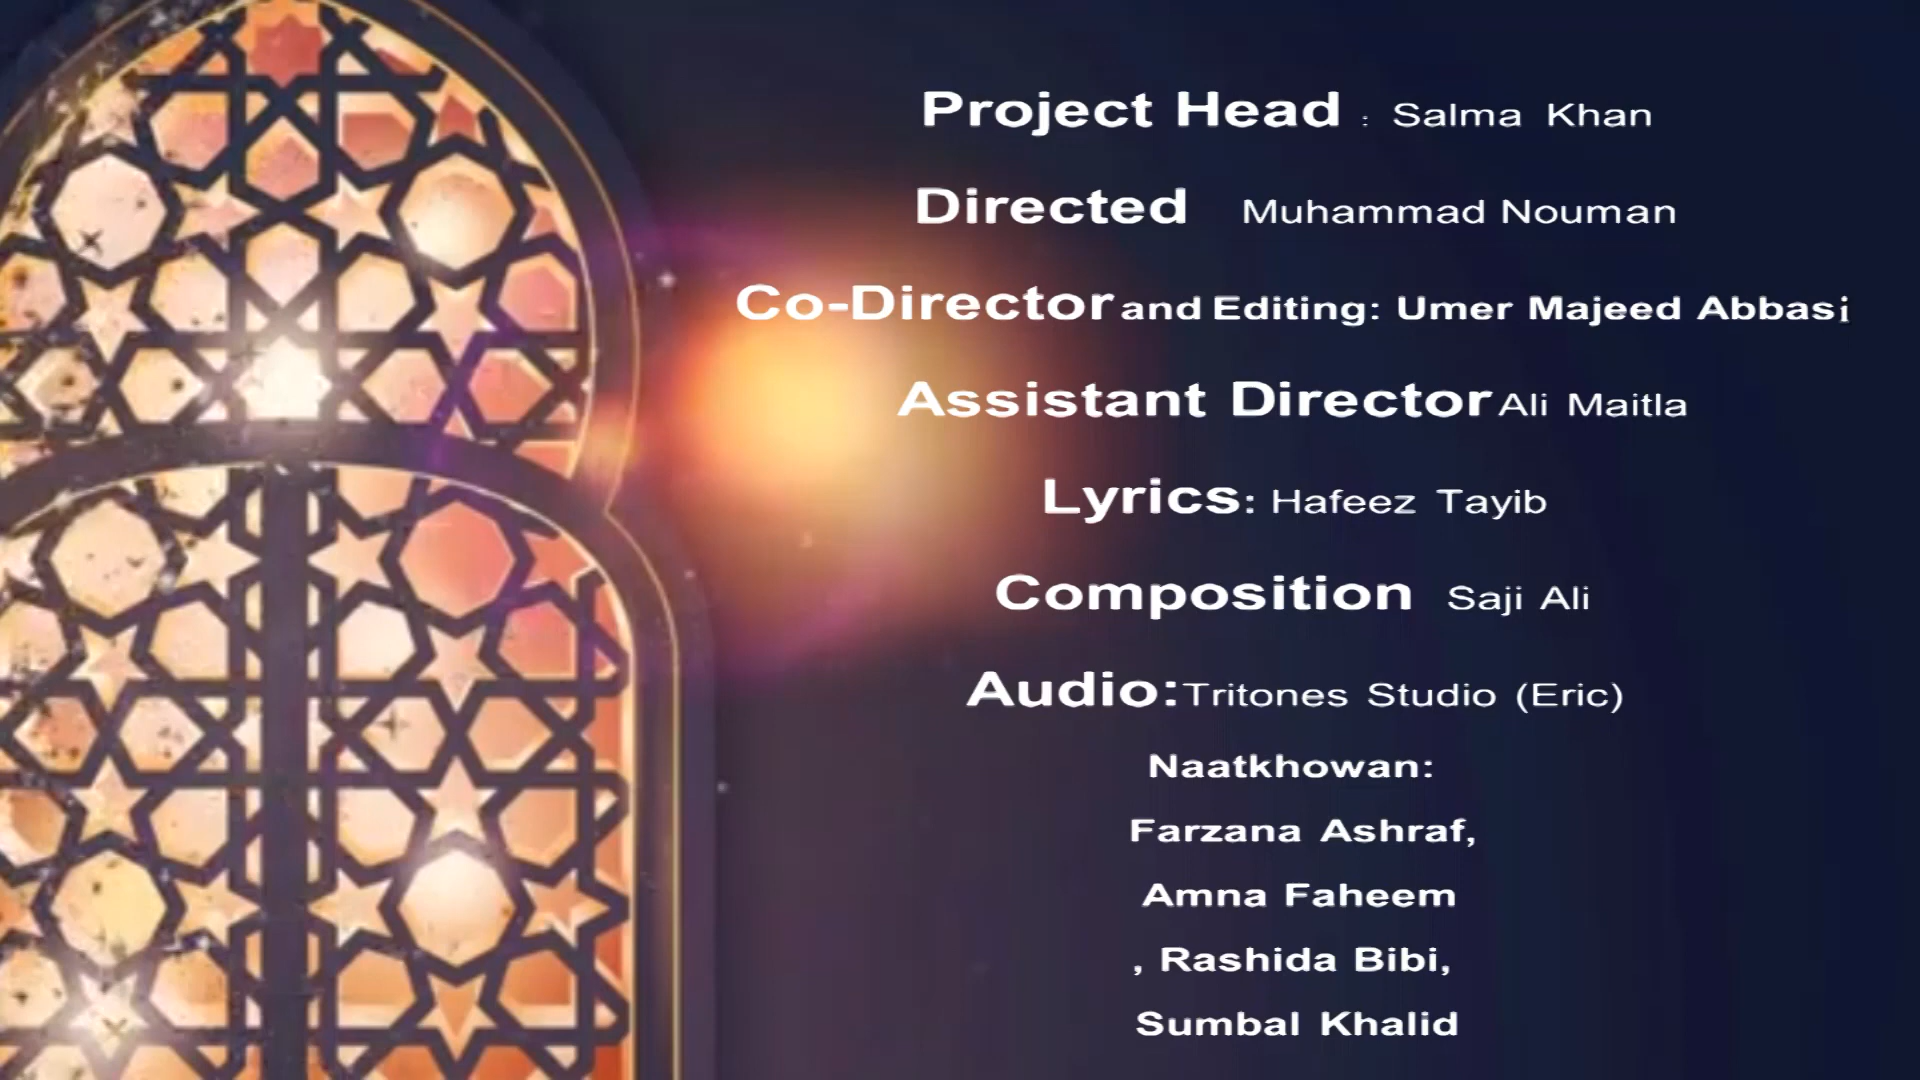 Project Head : Salma Khan
Directed Muhammad Nouman
Co-Director and Editing: Umer Majeed Abbasi
Assistant Director Ali Maitla
Lyrics: Hafeez Tayib
Composition Saji Ali
Audio:Tritones Studio (Eric)
Naatkhowan:
Farzana Ashraf,
Amna Faheem
, Rashida Bibi,
Sumbal Khalid